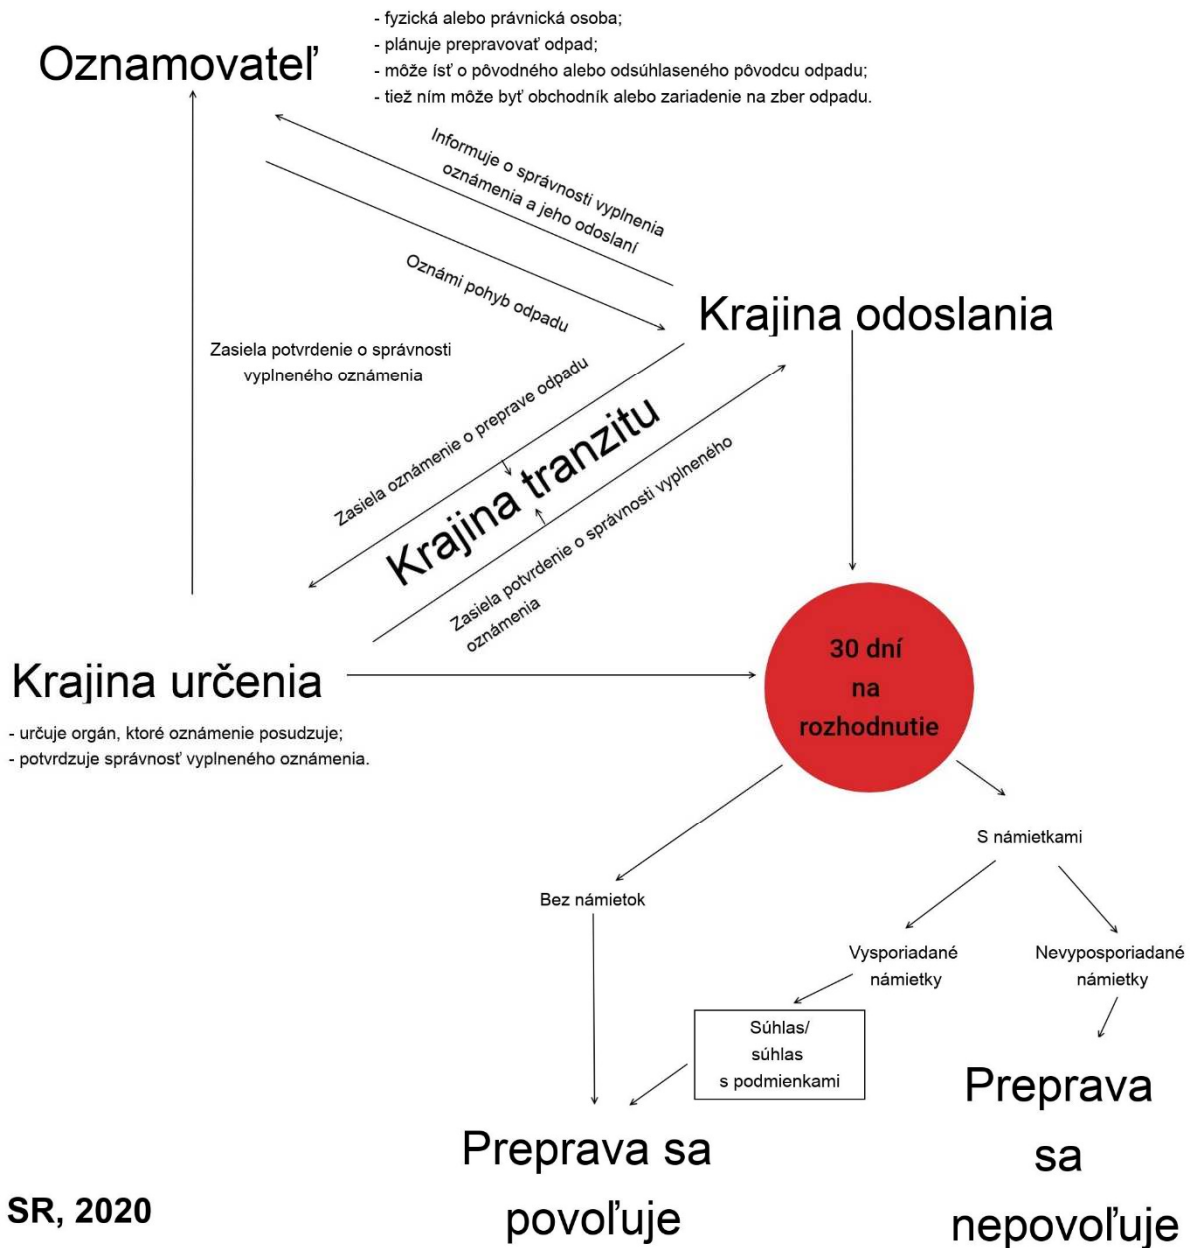 Oznamovateľ
- fyzická alebo právnická osoba;
- plánuje prepravovať odpad;
- môže ísť o pôvodného alebo odsúhlaseného pôvodcu odpadu;
- tiež ním môže byť obchodník alebo zariadenie na zber odpadu.
Informuje o správnosti vyplnenia
oznámenia a jeho odoslaní
Oznámi pohyb odpadu
Krajina odoslania
Zasiela potvrdenie o správnosti
vyplneného oznámenia
Zasiela oznámenie o preprave odpadu
Krajina tranzitu
Zasiela potvrdenie o správnosti vyplneného
oznámenia
Krajina určenia
- určuje orgán, ktoré oznámenie posudzuje;
- potvrdzuje správnosť vyplneného oznámenia.
30 dní
na
rozhodnutie
S námietkami
Bez námietok
Vysporiadané
námietky
Nevyposporiadané
námietky
Súhlas/
súhlas
s podmienkami
Preprava sa
povoľuje
Preprava
sa
nepovoľuje
SR, 2020